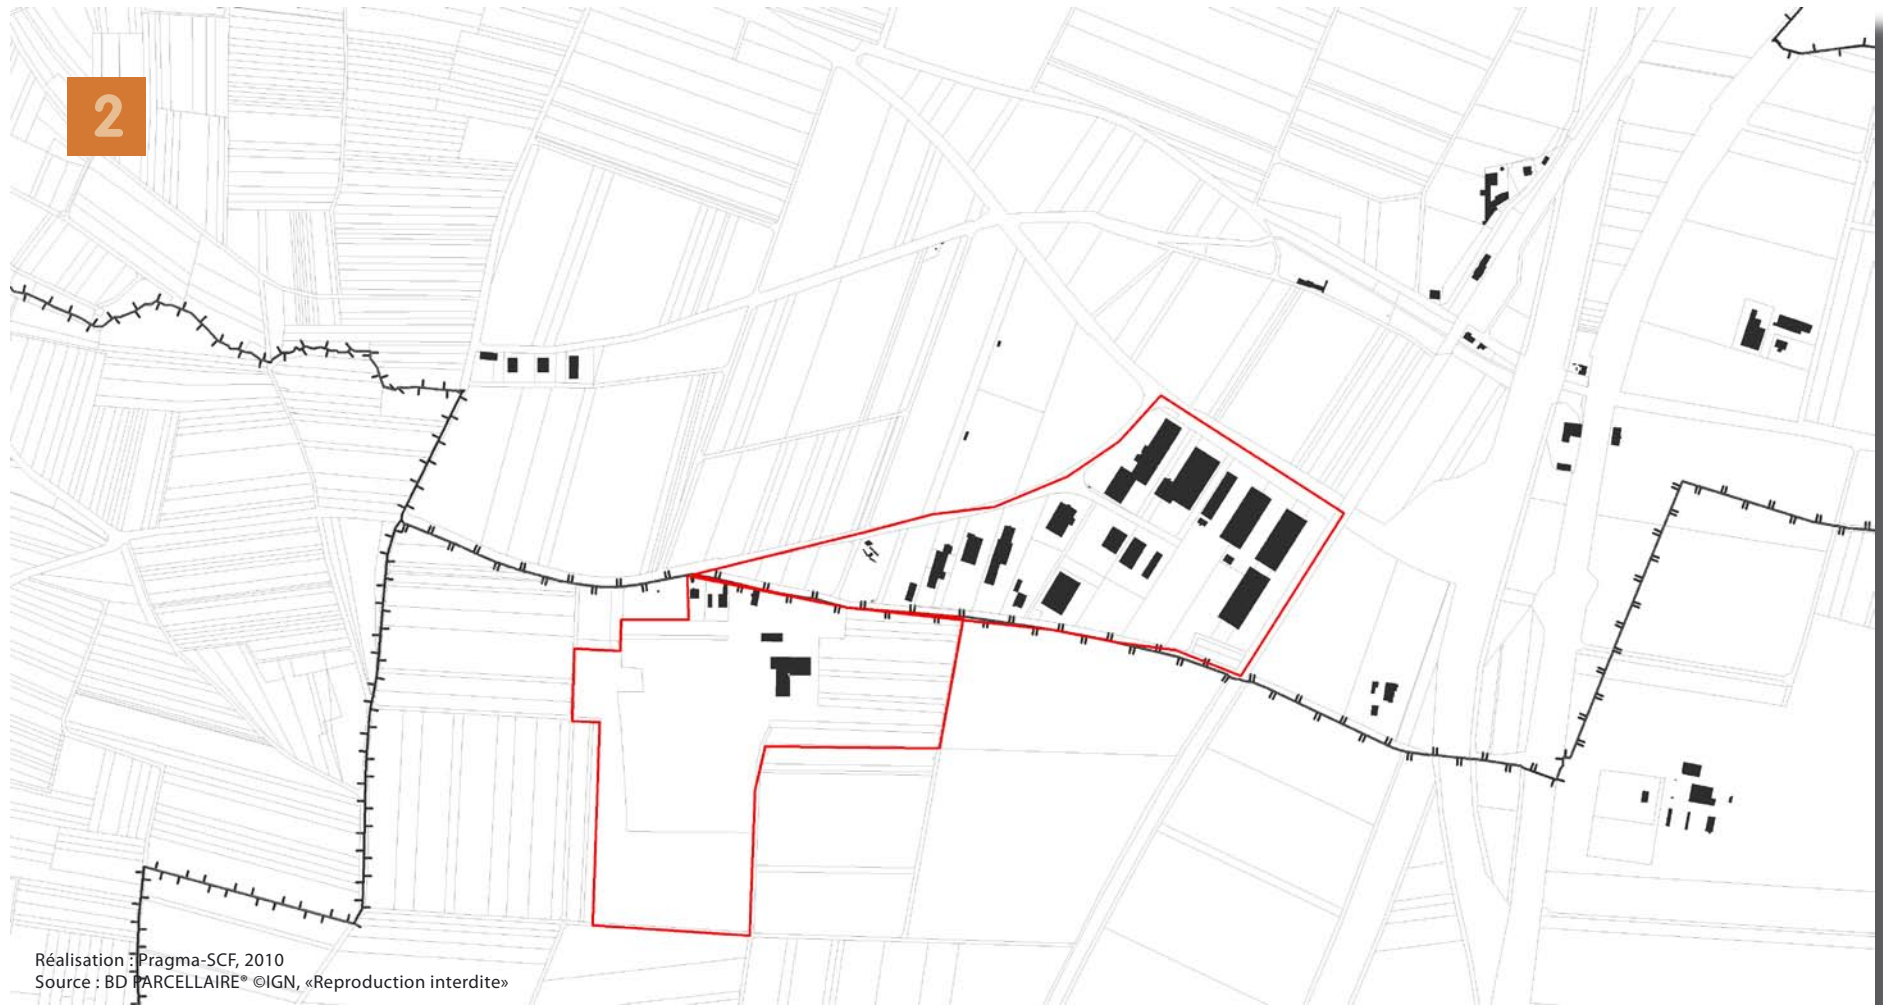 2
Réalisation : Pragma-SCF, 2010
Source : BD PARCELLAIRE® ©IGN, «Reproduction interdite»